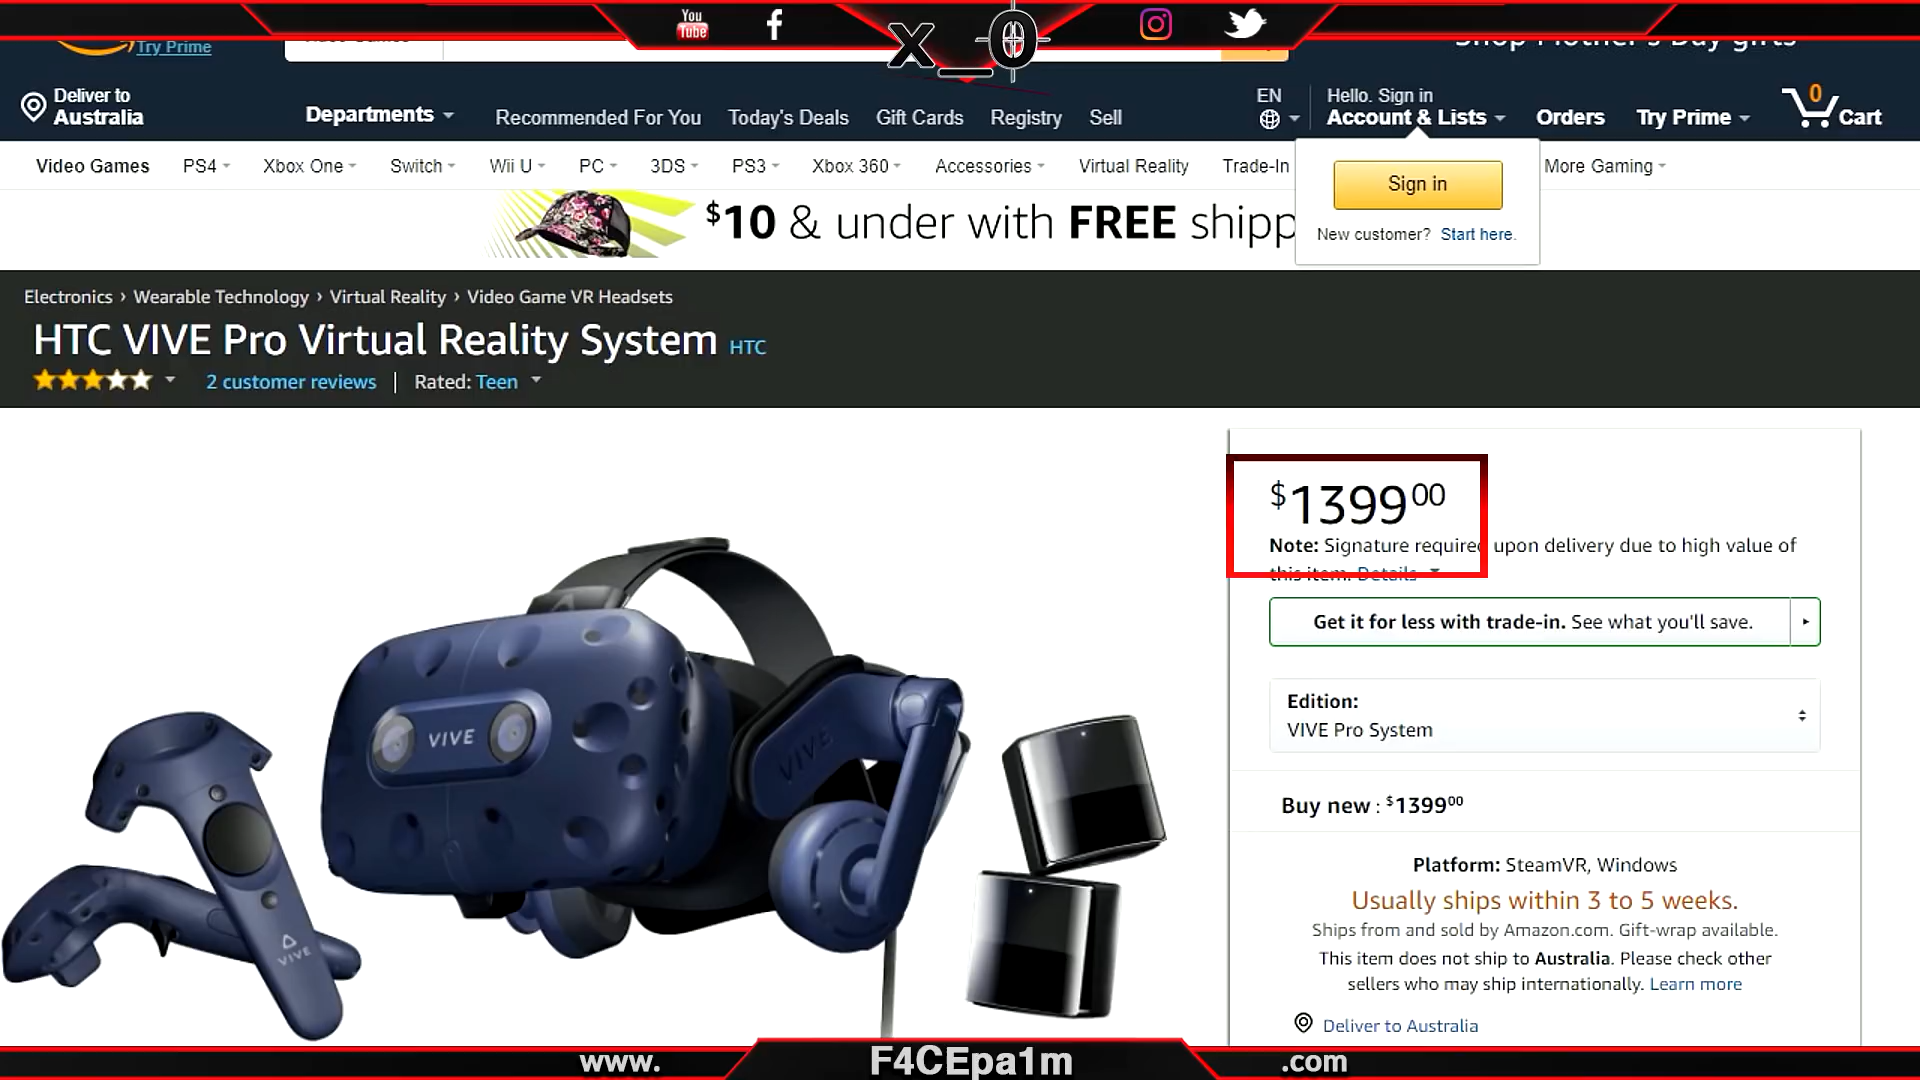 You
Tube
X_0
Try Prime
Deliver to
Australia
Departments
Recommended For You
Today's Deals
Gift Cards
Registry
Sell
EN
Hello. Sign in
Account & Lists
Orders
Try Prime
0
Cart
Video Games
PS4
Xbox One
Switch
Wii U
PC
3DS
PS3
Xbox 360
Accessories
Virtual Reality
Trade-In
More Gaming
Sign in
New customer? Start here.
$10 & under with FREE shipp
Electronics › Wearable Technology › Virtual Reality › Video Game VR Headsets
HTC VIVE Pro Virtual Reality System HTC
2 customer reviews | Rated: Teen
$1399 00
Note: Signature required upon delivery due to high value of
this item. Details
Get it for less with trade-in. See what you'll save.
Edition:
VIVE Pro System
Buy new : $1399 00
Platform: SteamVR, Windows
Usually ships within 3 to 5 weeks.
Ships from and sold by Amazon.com. Gift-wrap available.
This item does not ship to Australia. Please check other
sellers who may ship internationally. Learn more
Deliver to Australia
VIVE
VIVE
VIVE
www.
F4CEpa1m
.com